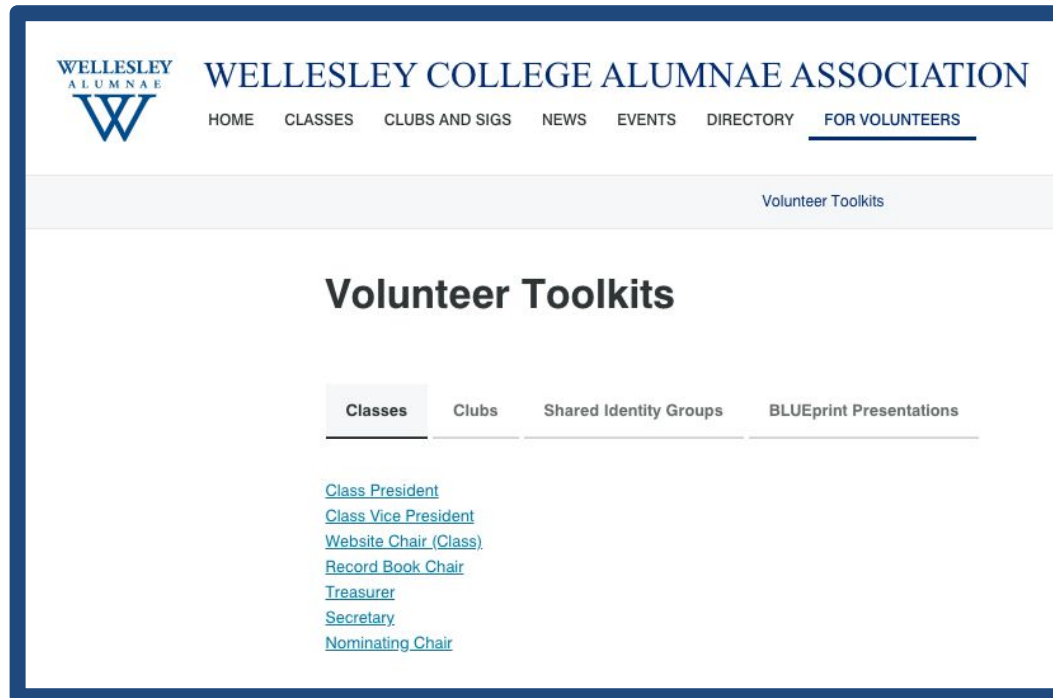 WELLESLEY
ALUMNAE
W
WELLESLEY COLLEGE ALUMNAE ASSOCIATION
HOME CLASSES CLUBS AND SIGS NEWS EVENTS DIRECTORY FOR VOLUNTEERS
Volunteer Toolkits
Volunteer Toolkits
Classes Clubs Shared Identity Groups BLUEprint Presentations
Class President
Class Vice President
Website Chair (Class)
Record Book Chair
Treasurer
Secretary
Nominating Chair